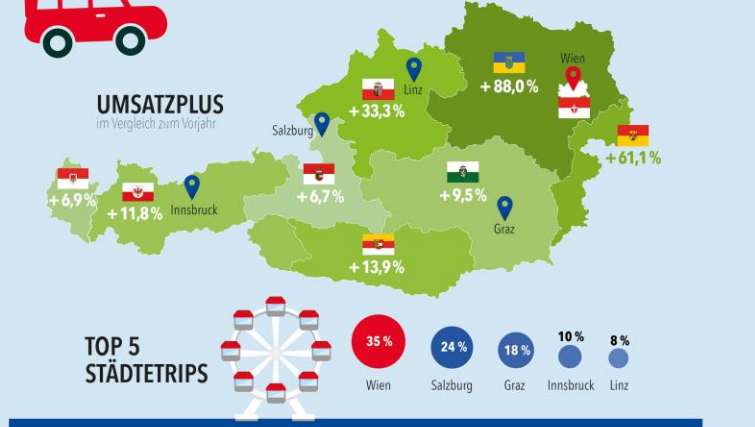 UMSATZPLUS
im Vergleich zum Vorjahr
Wien
Linz
+ 88,0 %
+ 33,3 %
Salzburg
+ 61,1 %
+ 6,9 %
+ 11,8 %
Innsbruck
+ 6,7 %
+ 9,5 %
Graz
+ 13,9 %
TOP 5
STÄDTETRIPS
35 %
24 %
18 %
10 %
8 %
Wien
Salzburg
Graz
Innsbruck
Linz